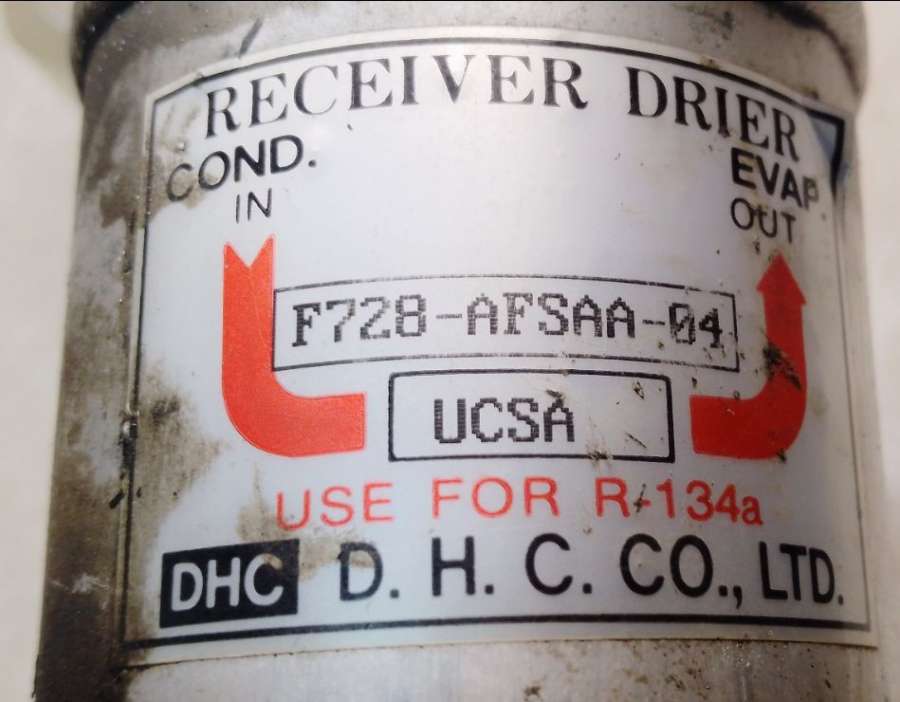 RECEIVER DRIER
COND. EVAP.
IN OUT
F728-AFSAA-04
UCSA
USE FOR R-134a
DHC D. H. C. CO., LTD.